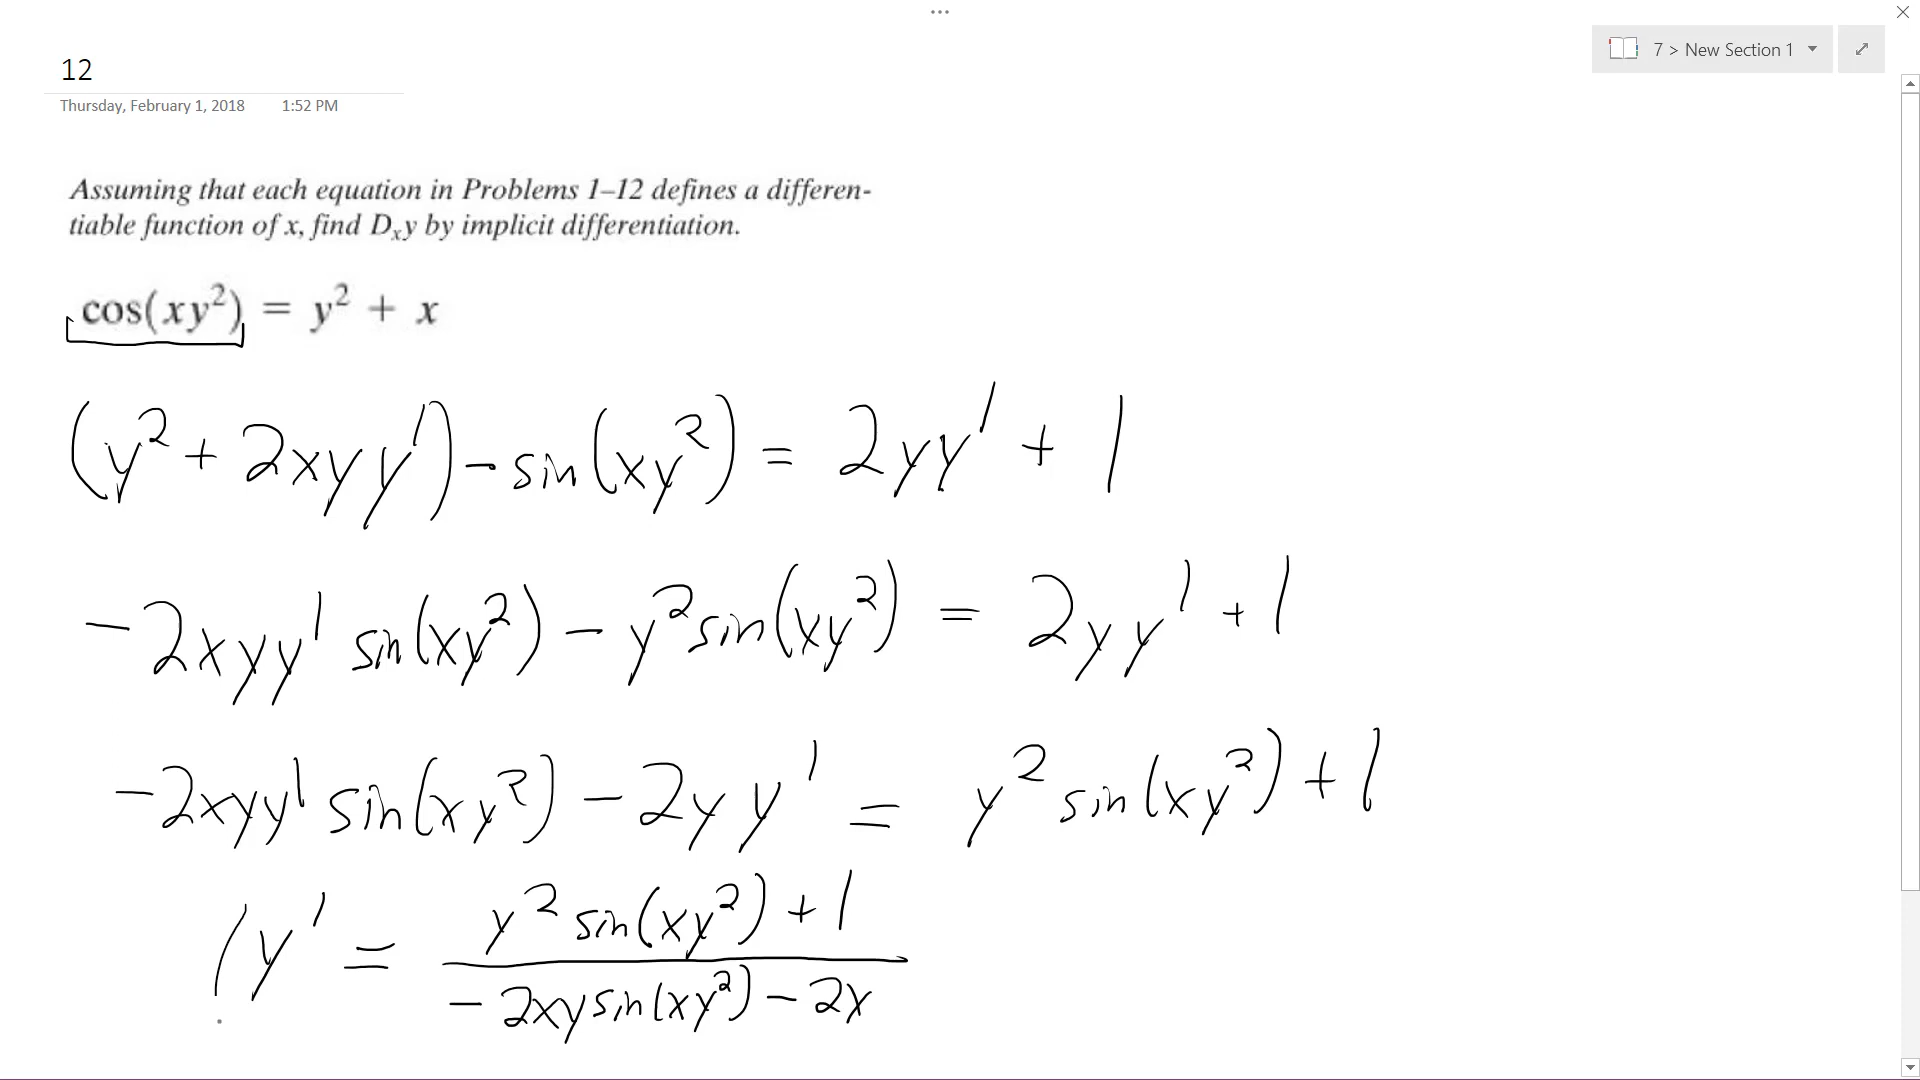 ...
7 > New Section 1
12
Thursday, February 1, 2018 1:52 PM
Assuming that each equation in Problems 1–12 defines a differen-
tiable function of x, find Dₓy by implicit differentiation.
cos(xy²) = y² + x
(y² + 2xyy') - sin(xy²) = 2yy' + 1
- 2xyy' sin(xy²) - y² sin(xy²) = 2yy' + 1
- 2xyy' sin(xy²) - 2yy' = y² sin(xy²) + 1
y² sin(xy²) + 1
y' =
- 2xy sin(xy²) - 2x